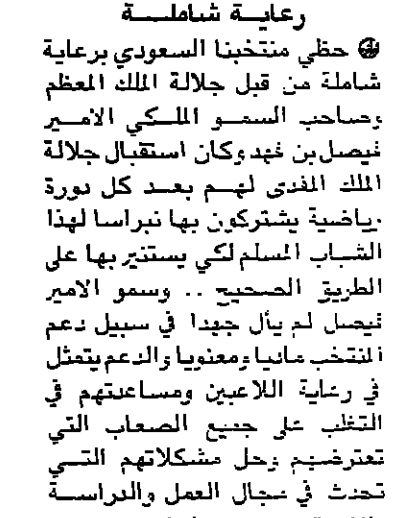 رعاية شاملة
حظي منتخبنا السعودي برعاية
شاملة من قبل جلالة الملك المعظم
وصاحب السمو الملكي الامير
فيصل بن فهد وكان استقبال جلالة
الملك المفدى لهم بعد كل دورة
رياضية يشتركون بها نبراسا لهذا
الشباب المسلم لكي يستنير بها على
الطريق الصحيح .. وسمو الامير
فيصل لم يأل جهدا في سبيل دعم
المنتخب ماديا ومعنويا والدعم يتمثل
في رعاية اللاعبين ومساعدتهم في
التغلب على جميع الصعاب التي
تعترضهم وحل مشكلاتهم التي
تحدث في مجال العمل والدراسة